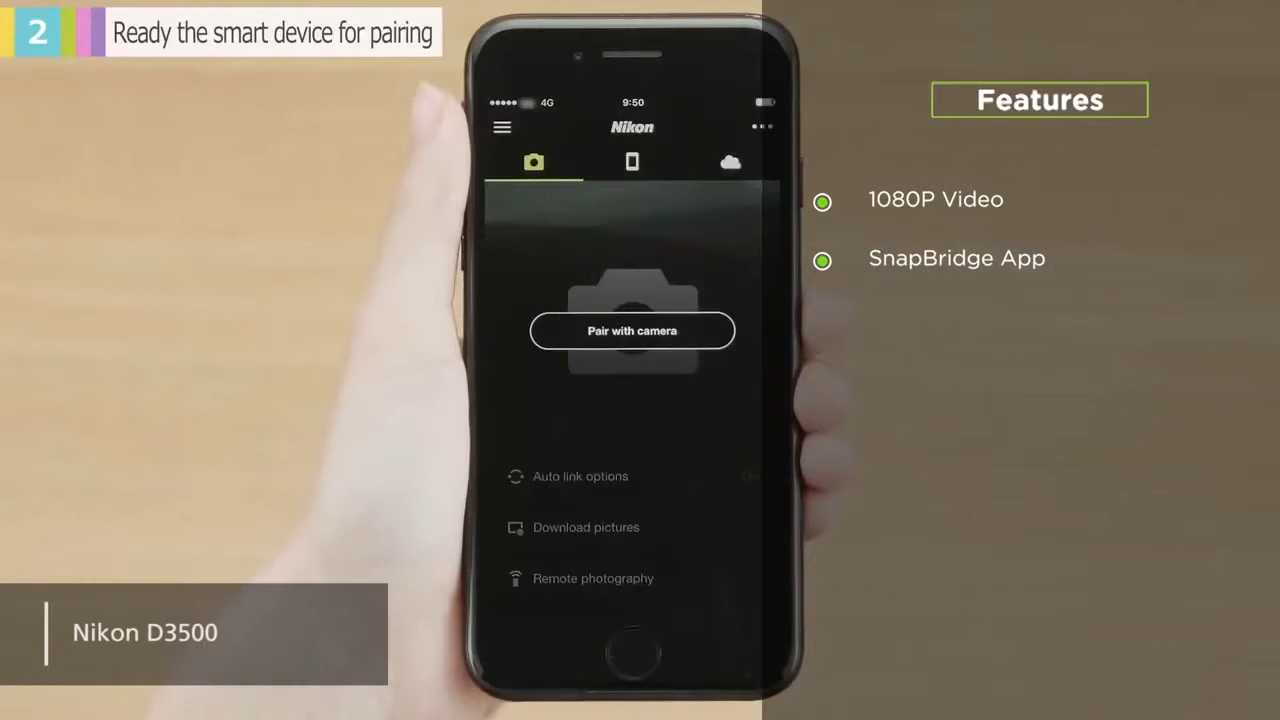 2
Ready the smart device for pairing
4G
9:50
Nikon
Features
1080P Video
SnapBridge App
Pair with camera
Auto link options
Download pictures
Remote photography
Nikon D3500